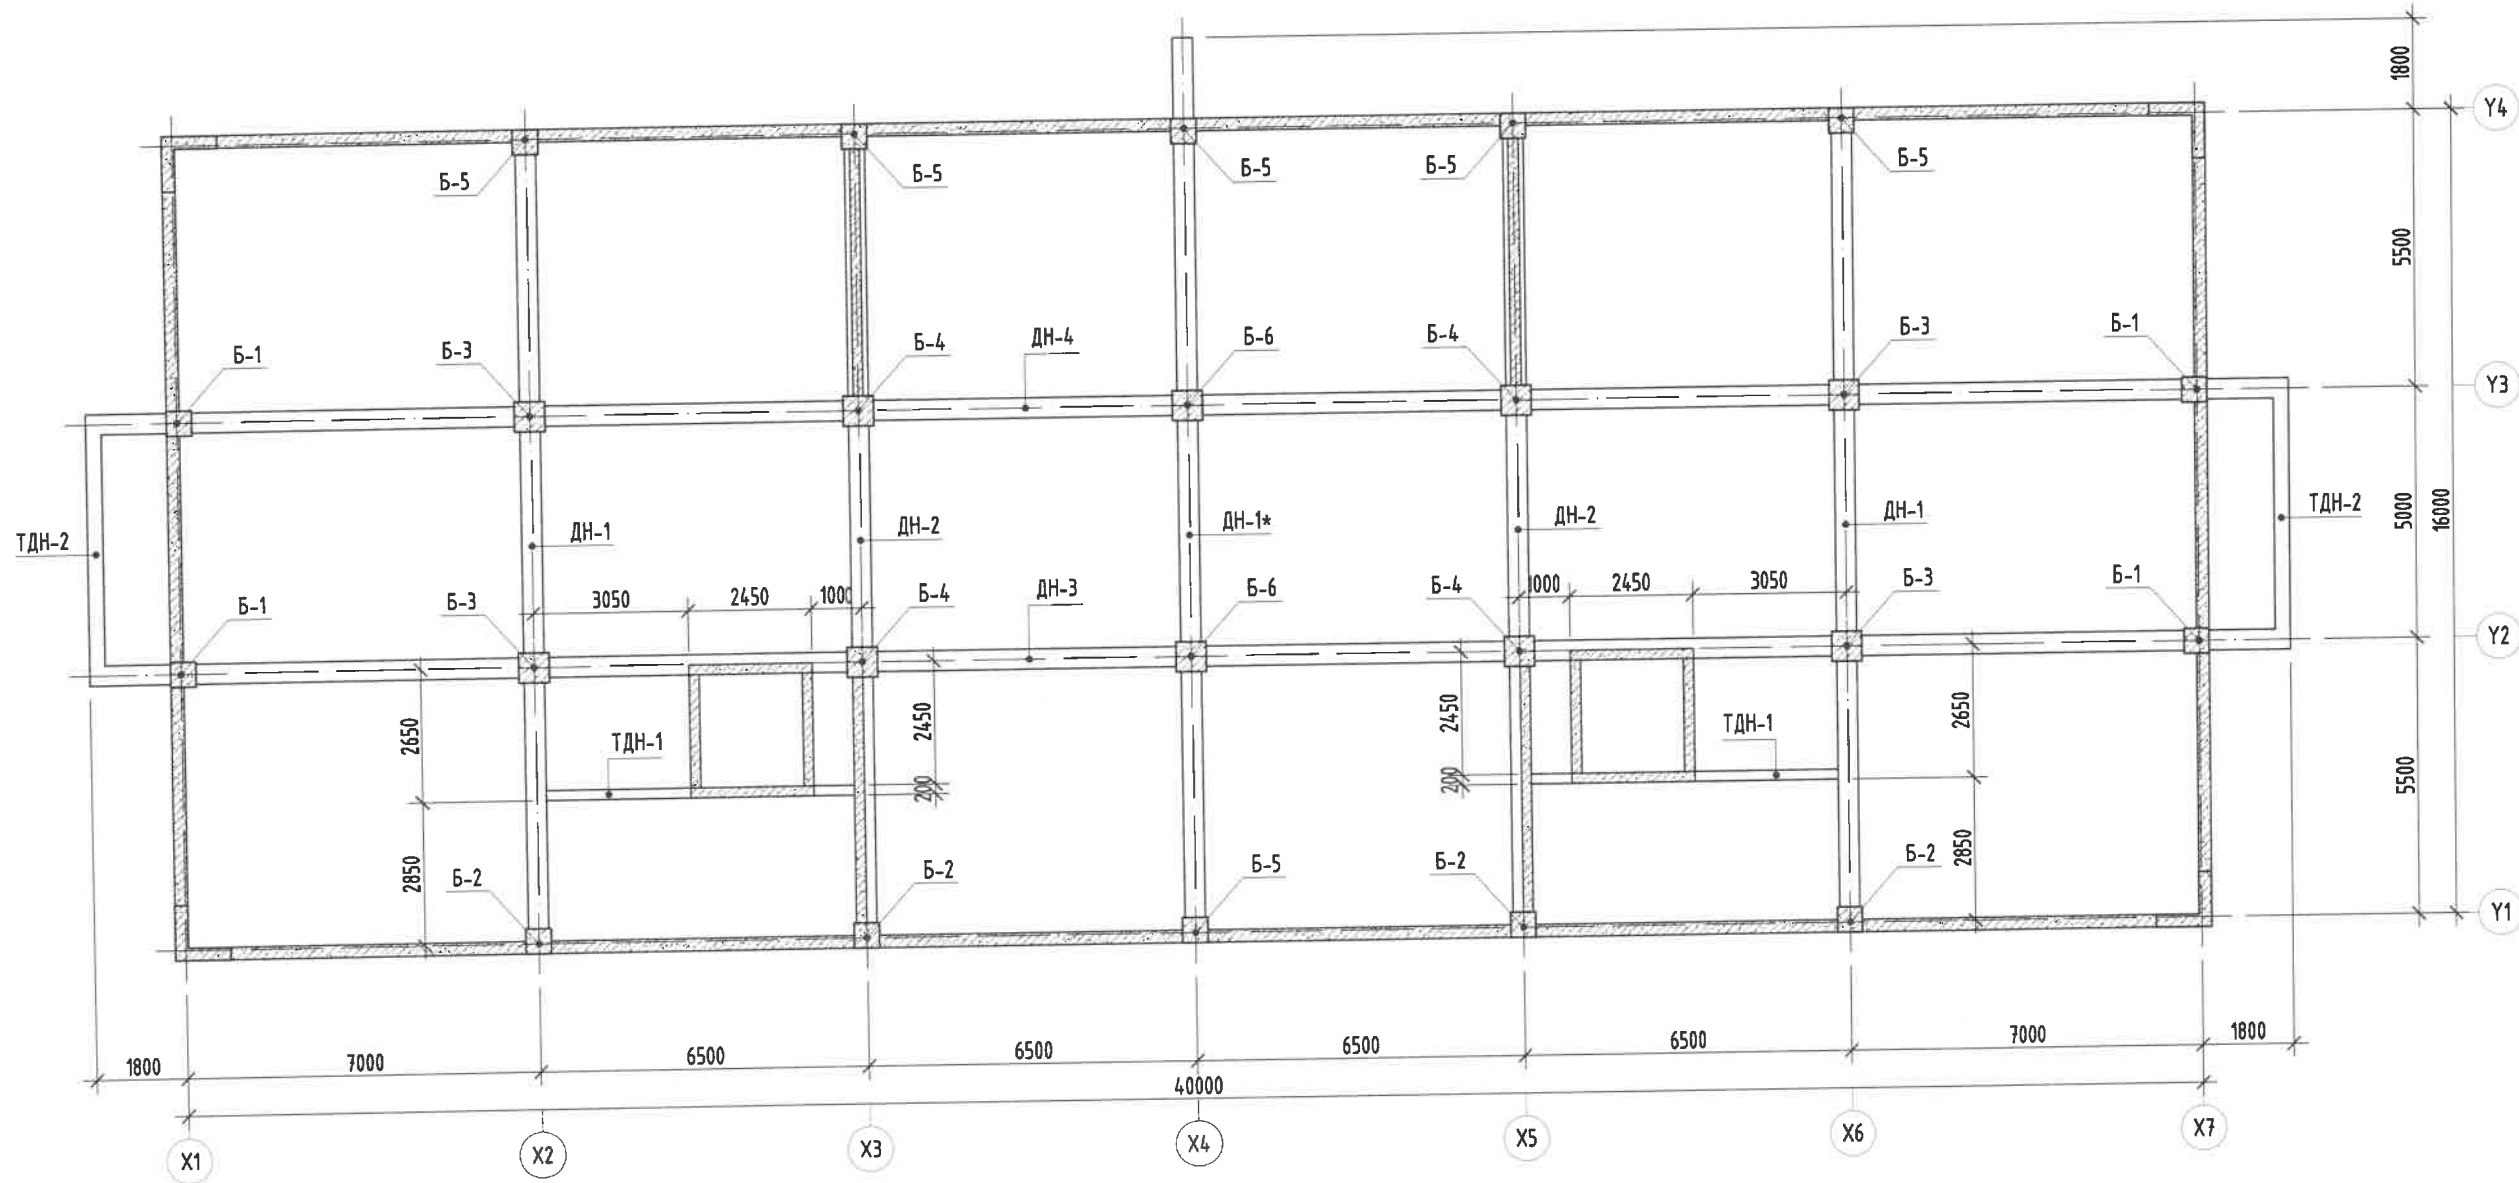 1800
Y4
Б-5
Б-5
Б-5
Б-5
Б-5
5500
Б-1
Б-3
Б-4
ДН-4
Б-6
Б-4
Б-3
Б-1
Y3
ТДН-2
ДН-1
ДН-2
ДН-1*
ДН-2
ДН-1
ТДН-2
5000
16000
Б-1
Б-3
3050
2450
1000
Б-4
ДН-3
Б-6
Б-4
1000
2450
3050
Б-3
Б-1
Y2
2650
ТДН-1
2450
200
2450
200
ТДН-1
2650
5500
2850
Б-2
Б-2
Б-5
Б-2
Б-2
2850
Y1
1800
7000
6500
6500
6500
6500
7000
1800
40000
X1
X2
X3
X4
X5
X6
X7